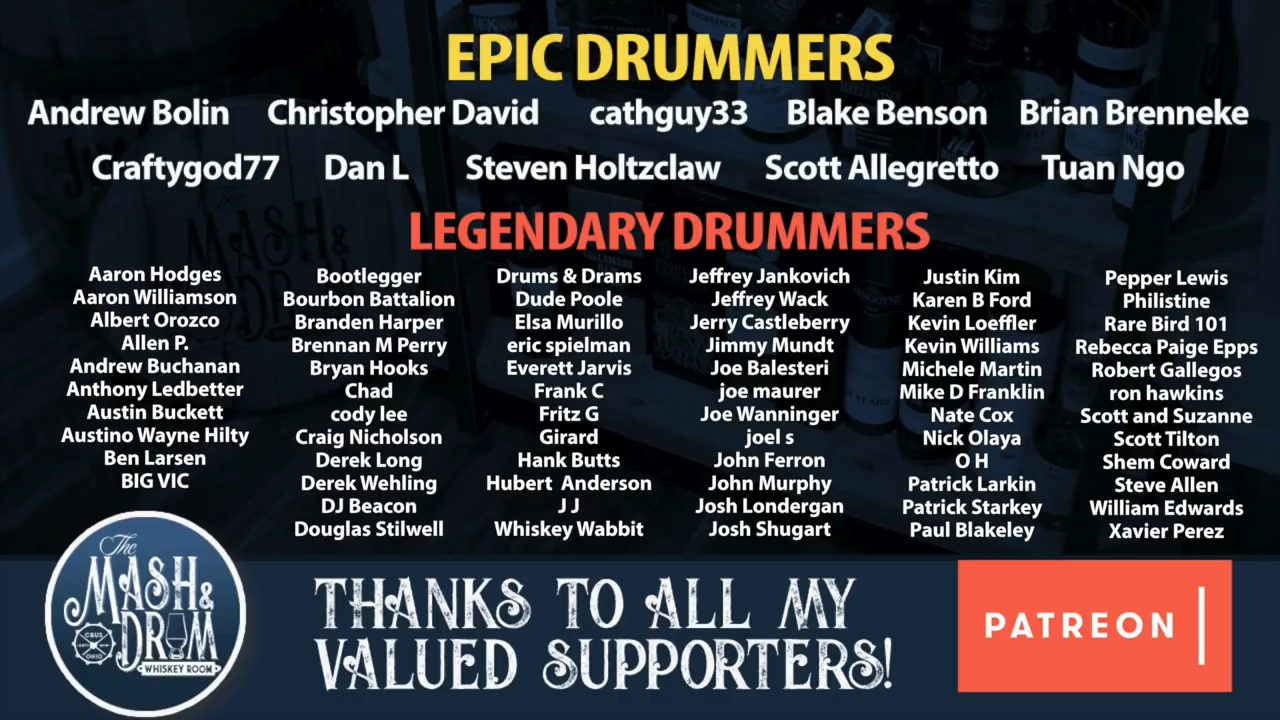 EPIC DRUMMERS
Andrew Bolin Christopher David cathguy33 Blake Benson Brian Brenneke
Craftygod77 Dan L Steven Holtzclaw Scott Allegretto Tuan Ngo
LEGENDARY DRUMMERS
Aaron Hodges
Aaron Williamson
Albert Orozco
Allen P.
Andrew Buchanan
Anthony Ledbetter
Austin Buckett
Austino Wayne Hilty
Ben Larsen
BIG VIC
Bootlegger
Bourbon Battalion
Branden Harper
Brennan M Perry
Bryan Hooks
Chad
cody lee
Craig Nicholson
Derek Long
Derek Wehling
DJ Beacon
Douglas Stilwell
Drums & Drams
Dude Poole
Elsa Murillo
eric spielman
Everett Jarvis
Frank C
Fritz G
Girard
Hank Butts
Hubert Anderson
J J
Whiskey Wabbit
Jeffrey Jankovich
Jeffrey Wack
Jerry Castleberry
Jimmy Mundt
Joe Balesteri
joe maurer
Joe Wanninger
joel s
John Ferron
John Murphy
Josh Londergan
Josh Shugart
Justin Kim
Karen B Ford
Kevin Loeffler
Kevin Williams
Michele Martin
Mike D Franklin
Nate Cox
Nick Olaya
O H
Patrick Larkin
Patrick Starkey
Paul Blakeley
Pepper Lewis
Philistine
Rare Bird 101
Rebecca Paige Epps
Robert Gallegos
ron hawkins
Scott and Suzanne
Scott Tilton
Shem Coward
Steve Allen
William Edwards
Xavier Perez
The
MASH &
DRUM
CBUS
OHIO
WHISKEY ROOM
THANKS TO ALL MY
VALUED SUPPORTERS!
PATREON